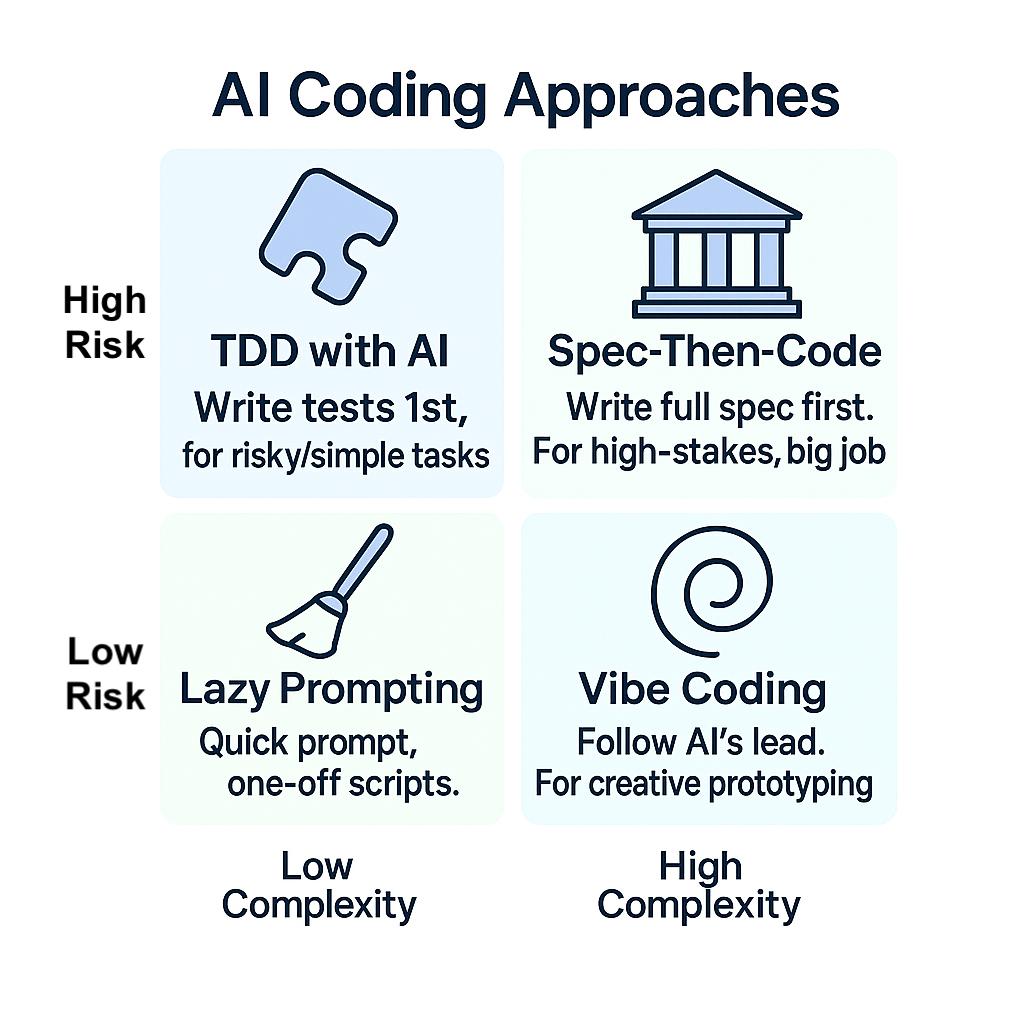 AI Coding Approaches
High
Risk
TDD with AI
Write tests 1st,
for risky/simple tasks
Spec-Then-Code
Write full spec first.
For high-stakes, big job
Low
Risk
Lazy Prompting
Quick prompt,
one-off scripts.
Vibe Coding
Follow AI's lead.
For creative prototyping
Low
Complexity
High
Complexity